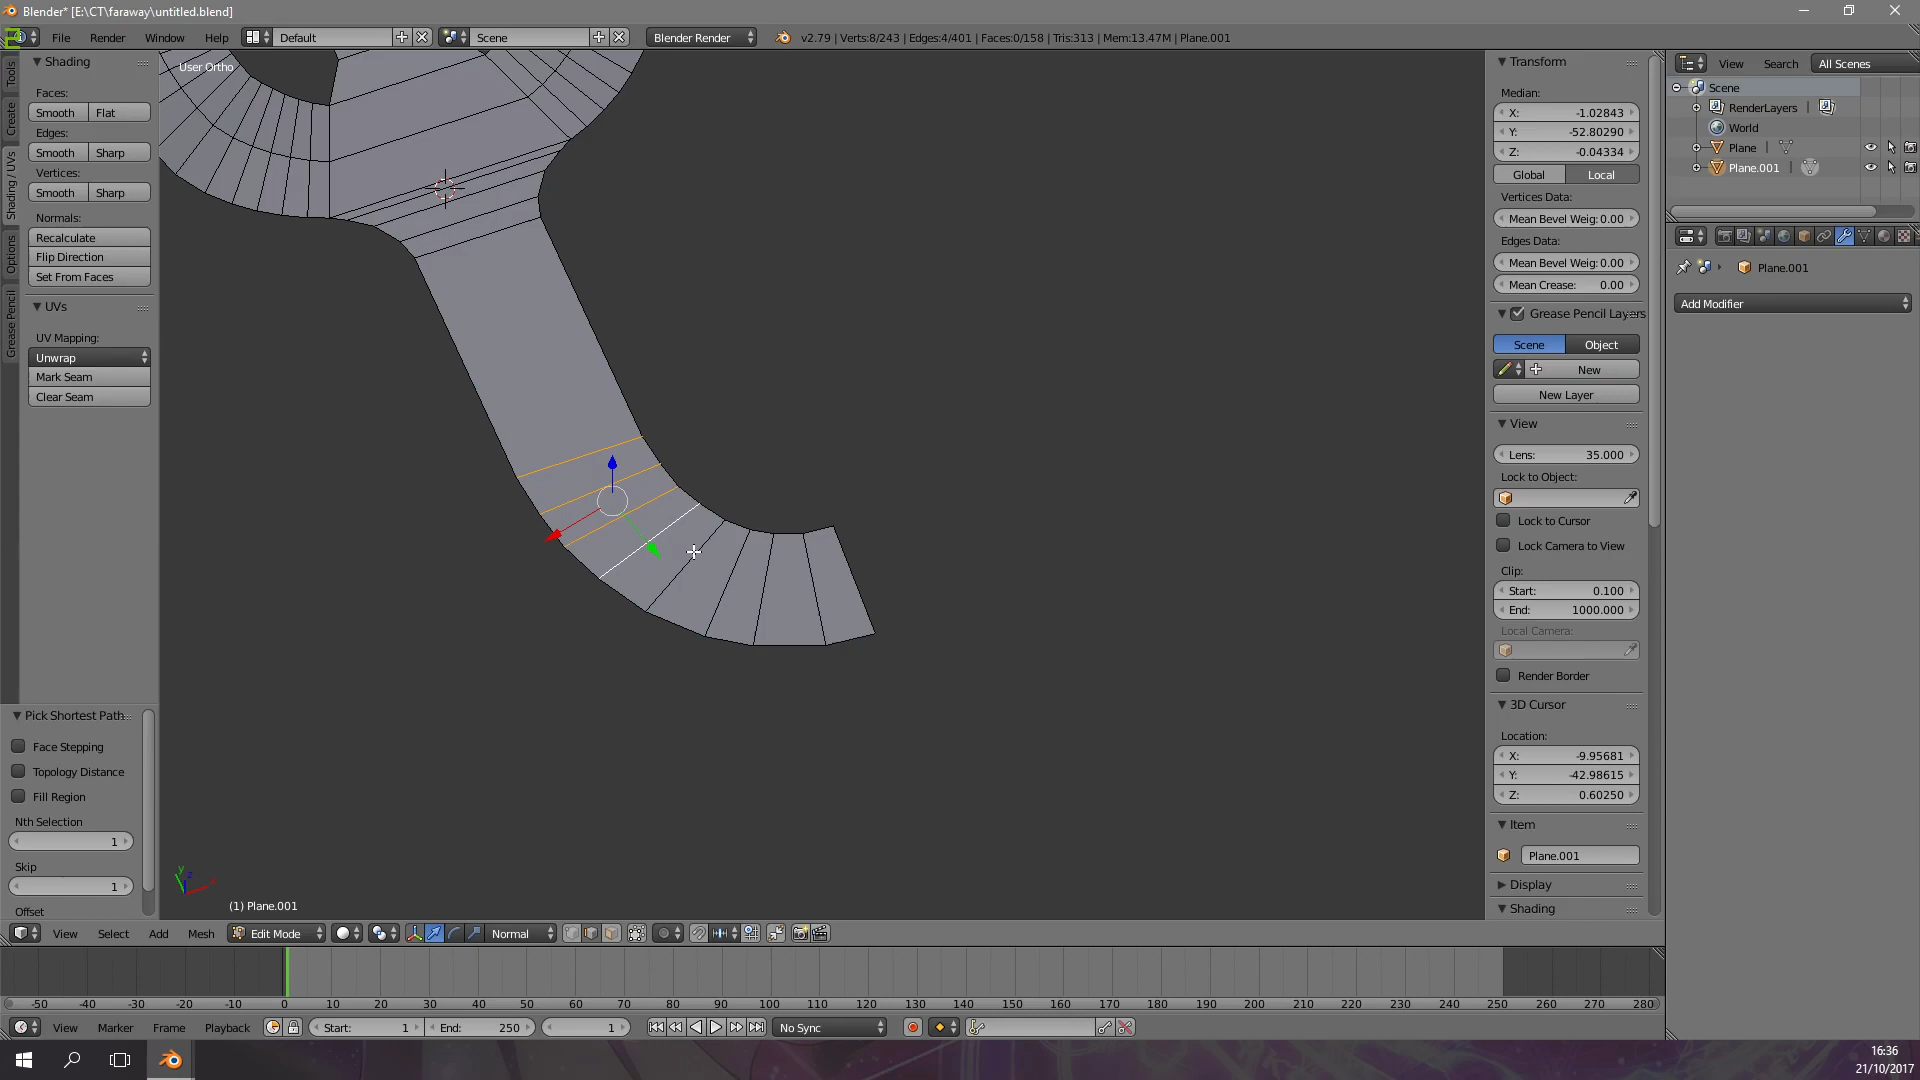 Blender* [E:\CT\faraway\untitled.blend]
File Render Window Help Default Scene Blender Render v2.79 | Verts:8/243 | Edges:4/401 | Faces:0/158 | Tris:313 | Mem:13.47M | Plane.001
Tools
Create
Shading / UVs
Options
Grease Pencil
Shading
Faces:
Smooth Flat
Edges:
Smooth Sharp
Vertices:
Smooth Sharp
Normals:
Recalculate
Flip Direction
Set From Faces
UVs
UV Mapping:
Unwrap
Mark Seam
Clear Seam
Pick Shortest Path
Face Stepping
Topology Distance
Fill Region
Nth Selection
1
Skip
1
Offset
User Ortho
y
z
x
(1) Plane.001
View Select Add Mesh Edit Mode Normal
Transform
Median:
X: -1.02843
Y: -52.80290
Z: -0.04334
Global Local
Vertices Data:
Mean Bevel Weig: 0.00
Edges Data:
Mean Bevel Weig: 0.00
Mean Crease: 0.00
Grease Pencil Layers
Scene Object
New
New Layer
View
Lens: 35.000
Lock to Object:
Lock to Cursor
Lock Camera to View
Clip:
Start: 0.100
End: 1000.000
Local Camera:
Render Border
3D Cursor
Location:
X: -9.95681
Y: -42.98615
Z: 0.60250
Item
Plane.001
Display
Shading
View Search All Scenes
Scene
RenderLayers |
World
Plane |
Plane.001 |
Plane.001
Add Modifier
-50 -40 -30 -20 -10 0 10 20 30 40 50 60 70 80 90 100 110 120 130 140 150 160 170 180 190 200 210 220 230 240 250 260 270 280
View Marker Frame Playback Start: 1 End: 250 1 No Sync
16:36
21/10/2017